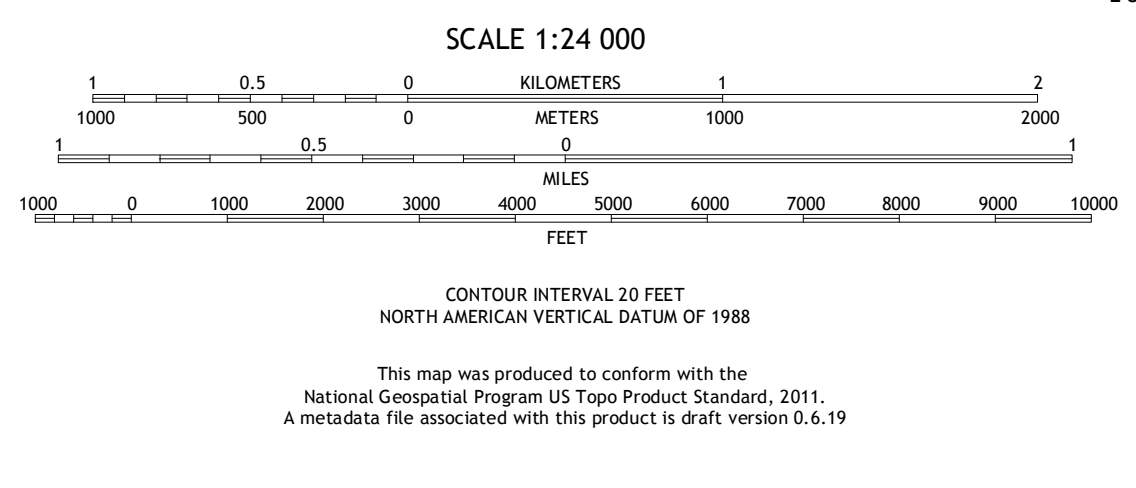 SCALE 1:24 000
1 0.5 0 KILOMETERS 1 2
1000 500 0 METERS 1000 2000
1 0.5 0 1
MILES
1000 0 1000 2000 3000 4000 5000 6000 7000 8000 9000 10000
FEET
CONTOUR INTERVAL 20 FEET
NORTH AMERICAN VERTICAL DATUM OF 1988
This map was produced to conform with the
National Geospatial Program US Topo Product Standard, 2011.
A metadata file associated with this product is draft version 0.6.19